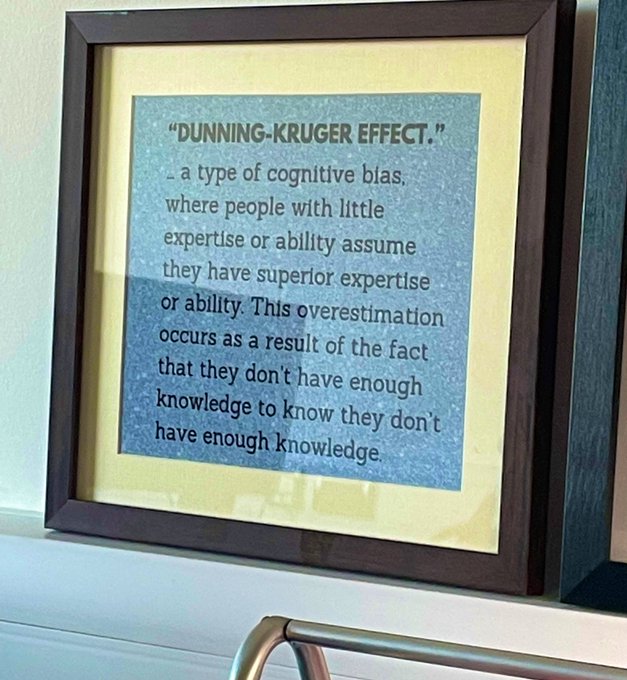 “DUNNING-KRUGER EFFECT.”
... a type of cognitive bias,
where people with little
expertise or ability assume
they have superior expertise
or ability. This overestimation
occurs as a result of the fact
that they don't have enough
knowledge to know they don't
have enough knowledge.